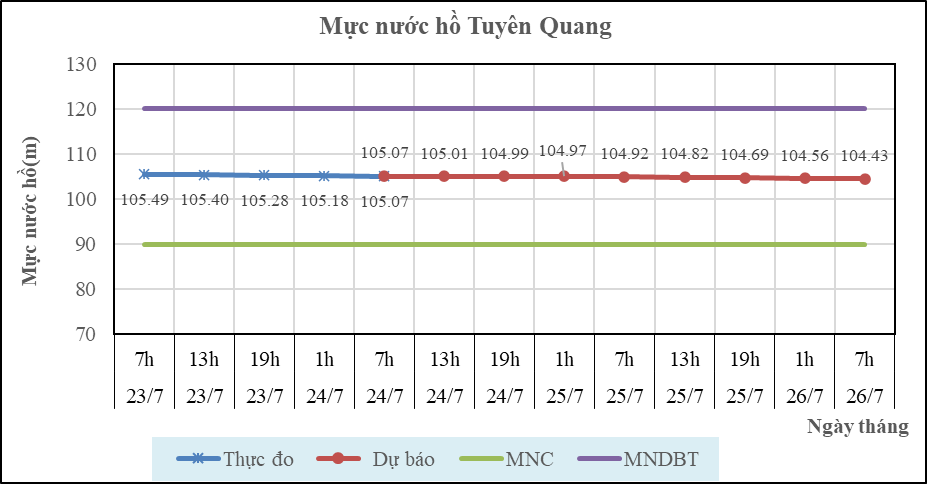 Mực nước hồ Tuyên Quang
Mực nước hồ(m)
130
120
110
100
90
80
70
105.07 105.01 104.99 104.97 104.92 104.82 104.69 104.56 104.43
105.49 105.40 105.28 105.18 105.07
7h 13h 19h 1h 7h 13h 19h 1h 7h 13h 19h 1h 7h
23/7 23/7 23/7 24/7 24/7 24/7 24/7 25/7 25/7 25/7 25/7 26/7 26/7
Ngày tháng
Thực đo Dự báo MNC MNDBT